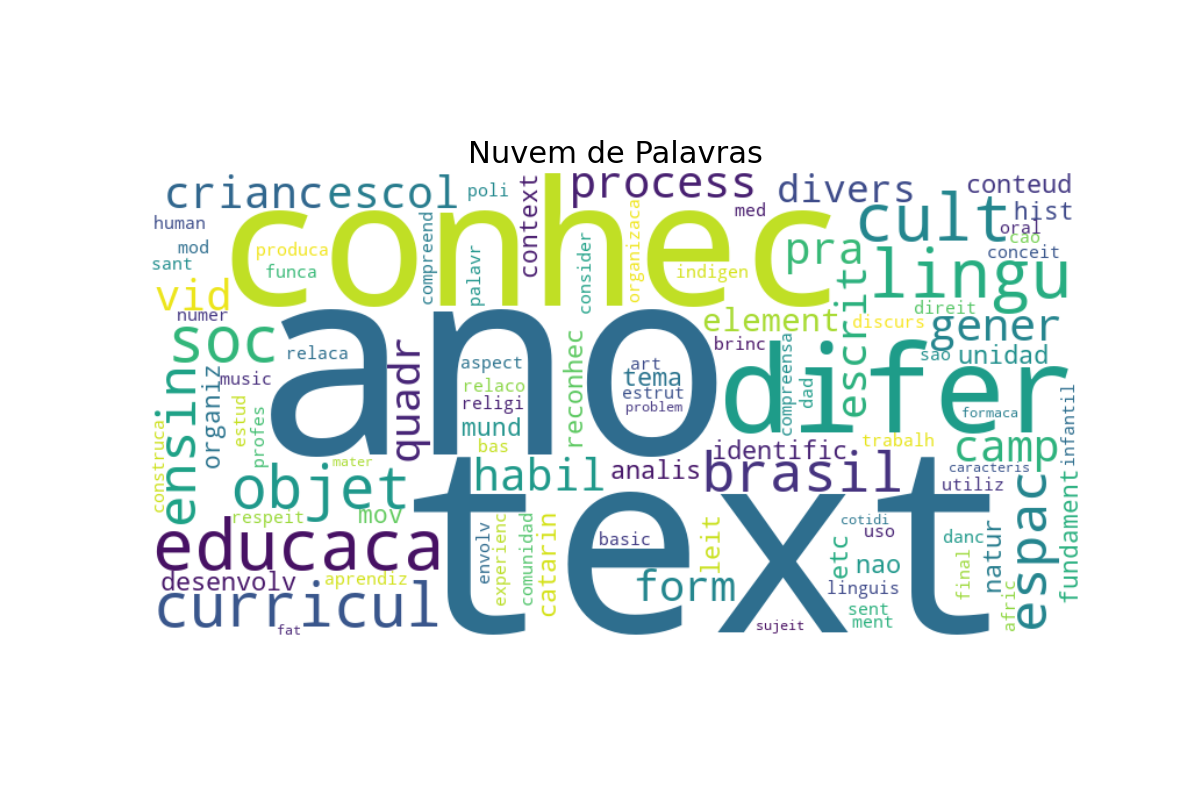 Nuvem de Palavras
crianc
escol
poli
context
process
med
divers
conteud
hist
oral
cao
conceit
human
mod
sant
vid
numer
produca
funca
conhec
compreend
palavr
consider
organizaca
indigen
pra
cult
lingu
escrit
direit
discurs
gener
sao
unidad
element
brinc
soc
relaca
music
ano
quadr
aspect
relaco
religi
mund
bas
reconhec
art
tema
estrut
problem
difer
compreensa
dad
formaca
infantil
ensin
organiz
estud
profes
construca
mater
objet
respeit
mov
habil
analis
identific
brasil
trabalh
camp
caracteris
utiliz
educaca
desenvolv
aprendiz
curricul
fat
text
envolv
experienc
comunidad
catarin
basic
form
leit
sujeit
cotidi
uso
etc
nao
linguis
sent
ment
danc
final
natur
afric
espac
fundament